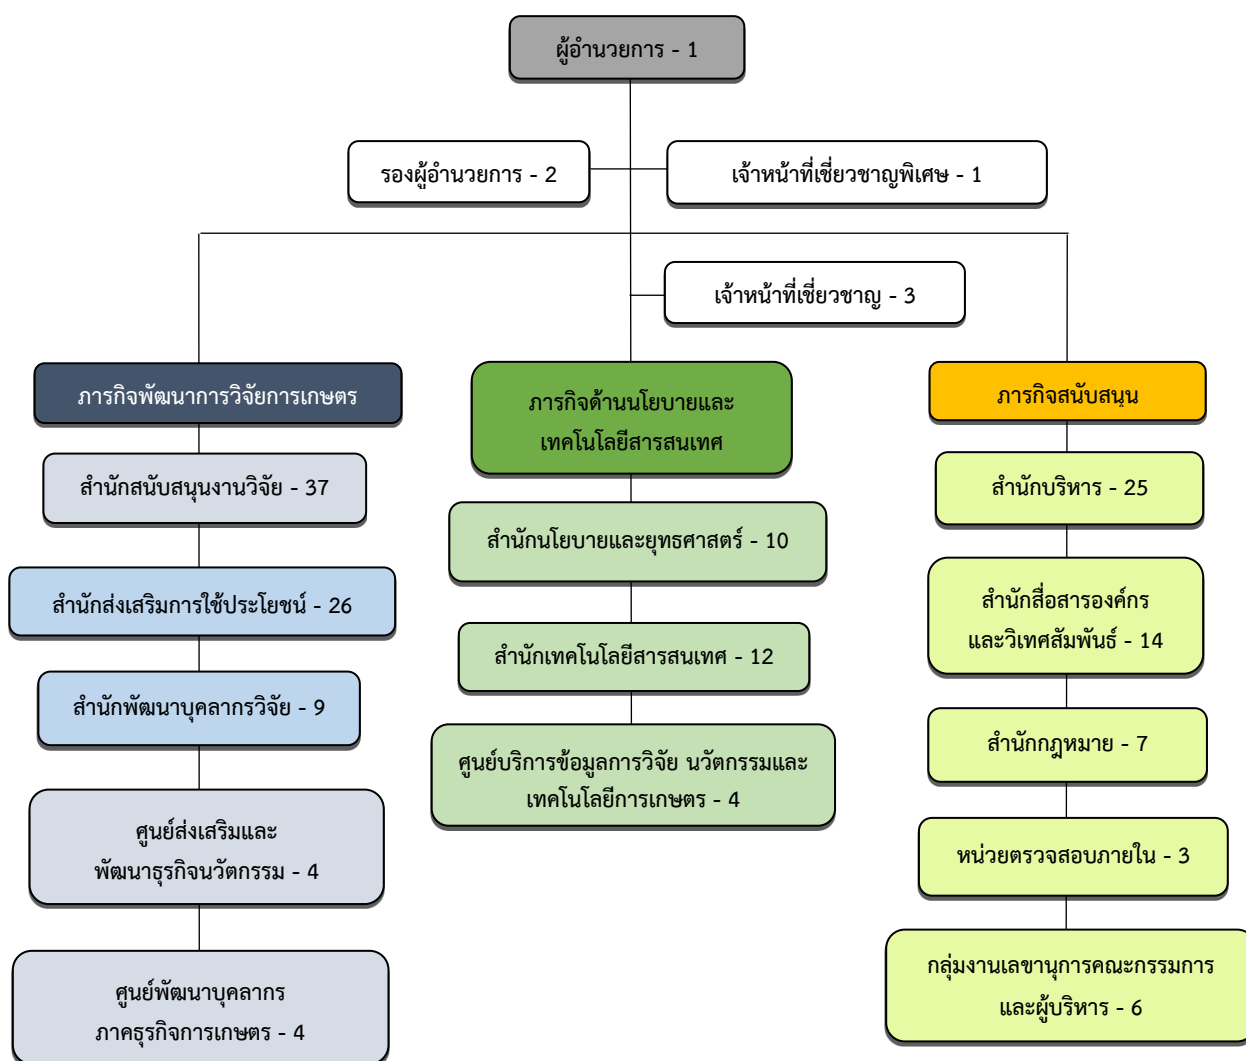 ผู้อำนวยการ - 1
รองผู้อำนวยการ - 2
เจ้าหน้าที่เชี่ยวชาญพิเศษ - 1
เจ้าหน้าที่เชี่ยวชาญ - 3
ภารกิจพัฒนาการวิจัยการเกษตร
สำนักสนับสนุนงานวิจัย - 37
สำนักส่งเสริมการใช้ประโยชน์ - 26
สำนักพัฒนาบุคลากรวิจัย - 9
ศูนย์ส่งเสริมและ
พัฒนาธุรกิจนวัตกรรม - 4
ศูนย์พัฒนาบุคลากร
ภาคธุรกิจการเกษตร - 4
ภารกิจด้านนโยบายและ
เทคโนโลยีสารสนเทศ
สำนักนโยบายและยุทธศาสตร์ - 10
สำนักเทคโนโลยีสารสนเทศ - 12
ศูนย์บริการข้อมูลการวิจัย นวัตกรรมและ
เทคโนโลยีการเกษตร - 4
ภารกิจสนับสนุน
สำนักบริหาร - 25
สำนักสื่อสารองค์กร
และวิเทศสัมพันธ์ - 14
สำนักกฎหมาย - 7
หน่วยตรวจสอบภายใน - 3
กลุ่มงานเลขานุการคณะกรรมการ
และผู้บริหาร - 6